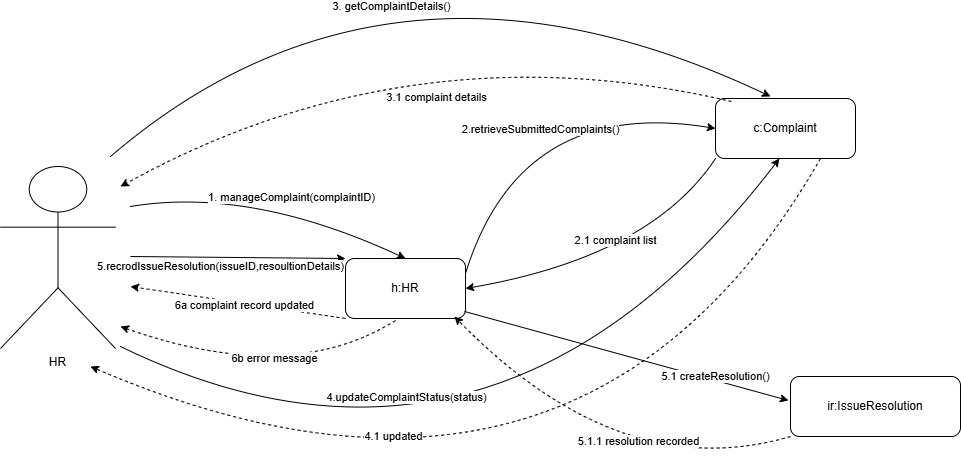 3. getComplaintDetails()
3.1 complaint details
c:Complaint
2.retrieveSubmittedComplaints()
1. manageComplaint(complaintID)
2.1 complaint list
5.recrodIssueResolution(issueID,resoultionDetails)
h:HR
6a complaint record updated
6b error message
HR
5.1 createResolution()
4.updateComplaintStatus(status)
ir:IssueResolution
4.1 updated
5.1.1 resolution recorded